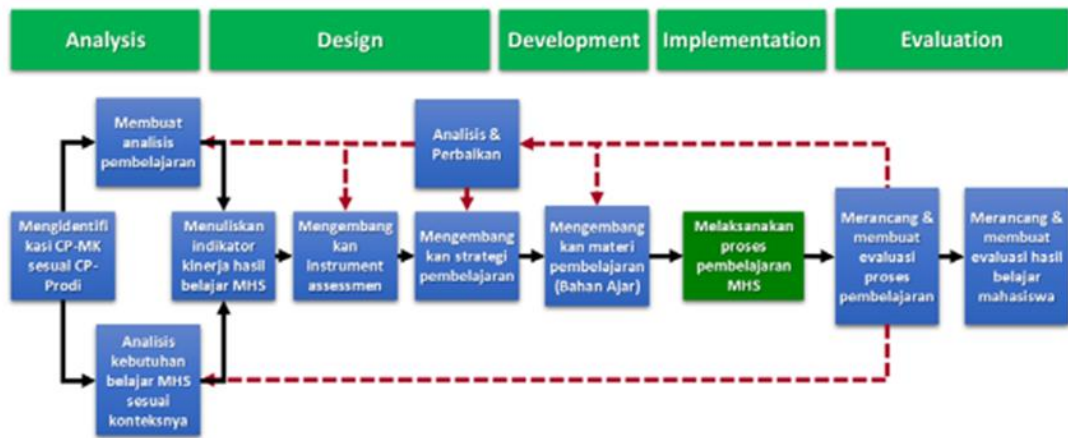 Analysis
Design
Development
Implementation
Evaluation
Membuat
analisis
pembelajaran
Analisis &
Perbaikan
Mengidentifi
kasi CP-MK
sesuai CP-
Prodi
Menuliskan
indikator
kinerja hasil
belajar MHS
Mengembang
kan
instrument
assessmen
Mengembang
kan strategi
pembelajaran
Mengembang
kan materi
pembelajaran
(Bahan Ajar)
Melaksanakan
proses
pembelajaran
MHS
Merancang &
membuat
evaluasi
proses
pembelajaran
Merancang &
membuat
evaluasi hasil
belajar
mahasiswa
Analisis
kebutuhan
belajar MHS
sesuai
konteksnya